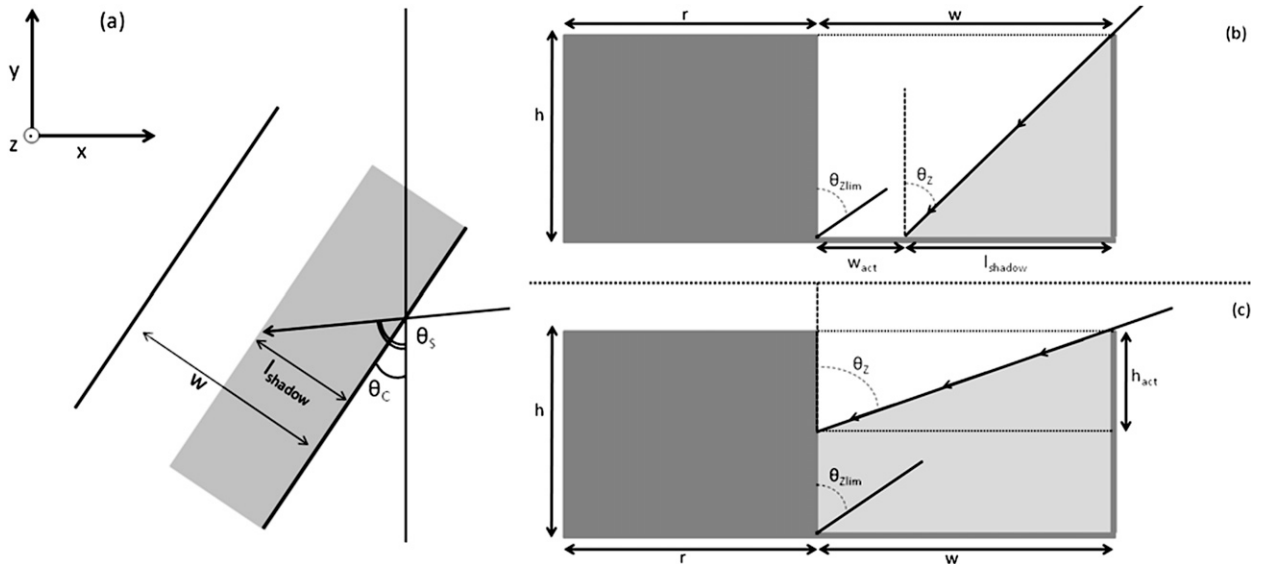 (a)
y
z
x
w
l_shadow
θ_S
θ_C
r
w
(b)
h
θ_Zlim
θ_Z
w_act
l_shadow
(c)
h
θ_Z
h_act
θ_Zlim
r
w